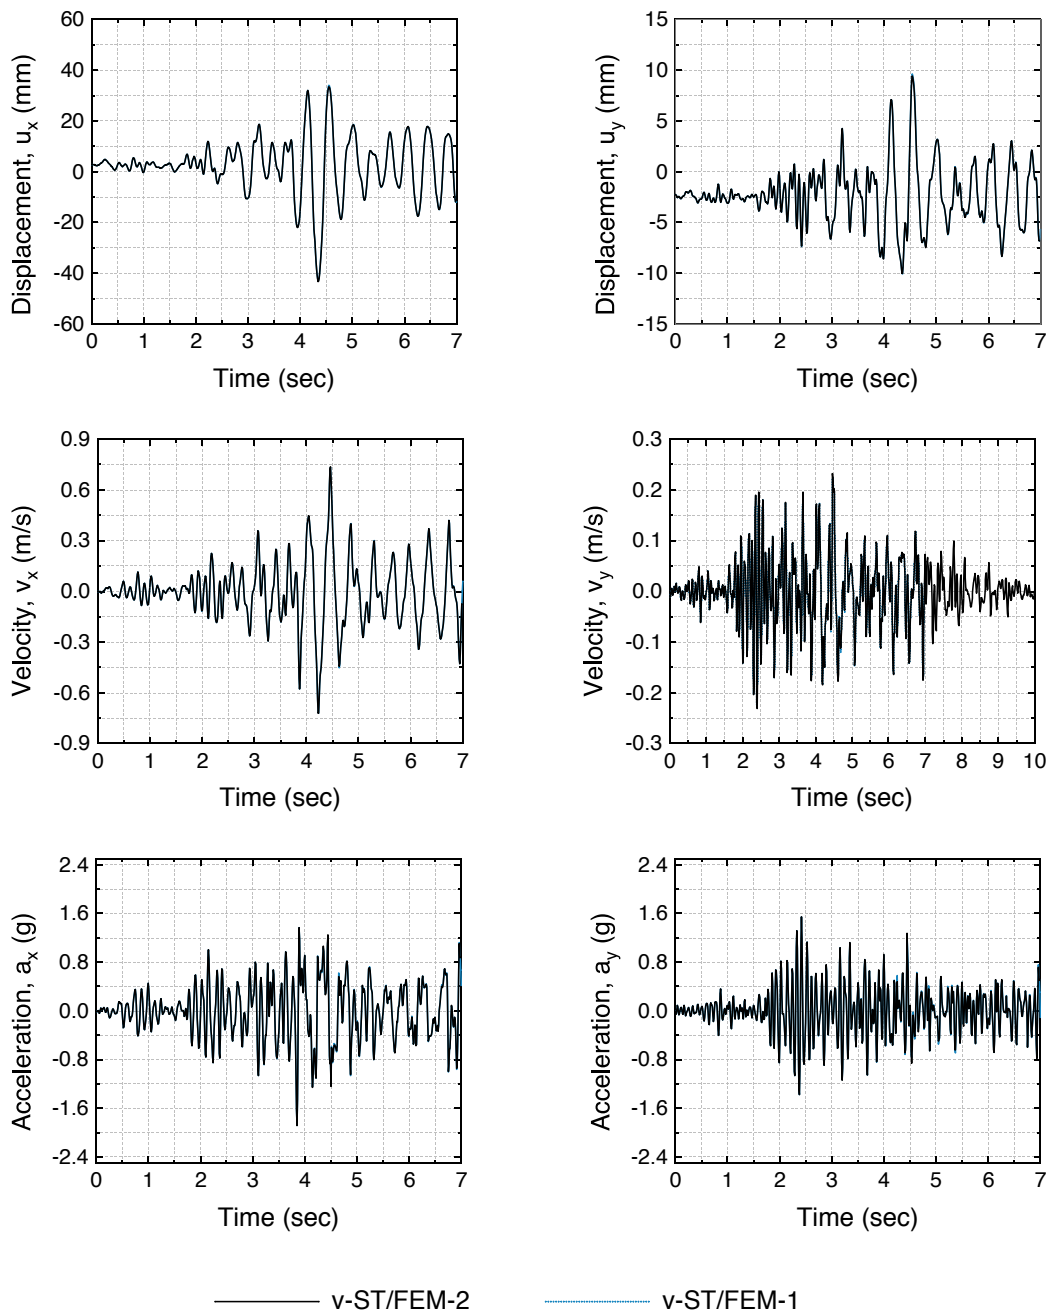 60
40
20
0
-20
-40
-60
0 1 2 3 4 5 6 7
Displacement, u_x (mm)
Time (sec)
15
10
5
0
-5
-10
-15
0 1 2 3 4 5 6 7
Displacement, u_y (mm)
Time (sec)
0.9
0.6
0.3
0.0
-0.3
-0.6
-0.9
0 1 2 3 4 5 6 7
Velocity, v_x (m/s)
Time (sec)
0.3
0.2
0.1
0.0
-0.1
-0.2
-0.3
0 1 2 3 4 5 6 7 8 9 10
Velocity, v_y (m/s)
Time (sec)
2.4
1.6
0.8
0.0
-0.8
-1.6
-2.4
0 1 2 3 4 5 6 7
Acceleration, a_x (g)
Time (sec)
2.4
1.6
0.8
0.0
-0.8
-1.6
-2.4
0 1 2 3 4 5 6 7
Acceleration, a_y (g)
Time (sec)
v-ST/FEM-2 v-ST/FEM-1